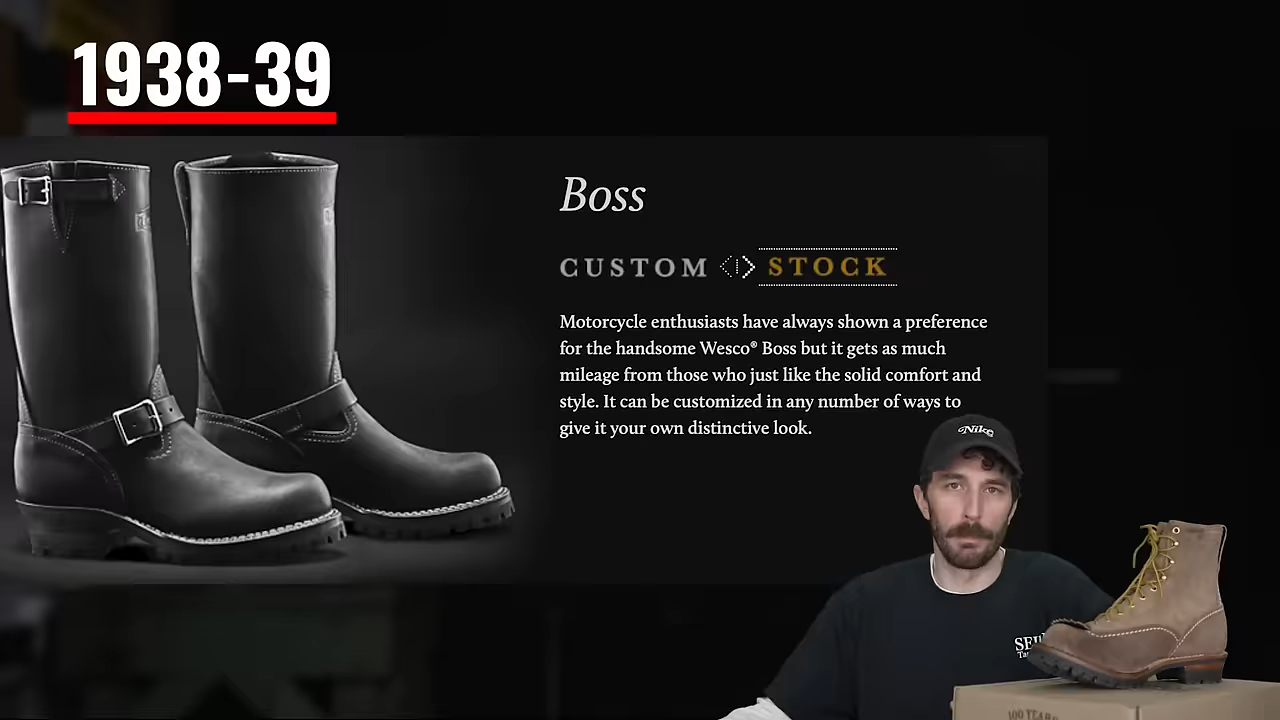 1938-39
Boss
CUSTOM STOCK
Motorcycle enthusiasts have always shown a preference
for the handsome Wesco® Boss but it gets as much
mileage from those who just like the solid comfort and
style. It can be customized in any number of ways to
give it your own distinctive look.
Nike
100 YEARS